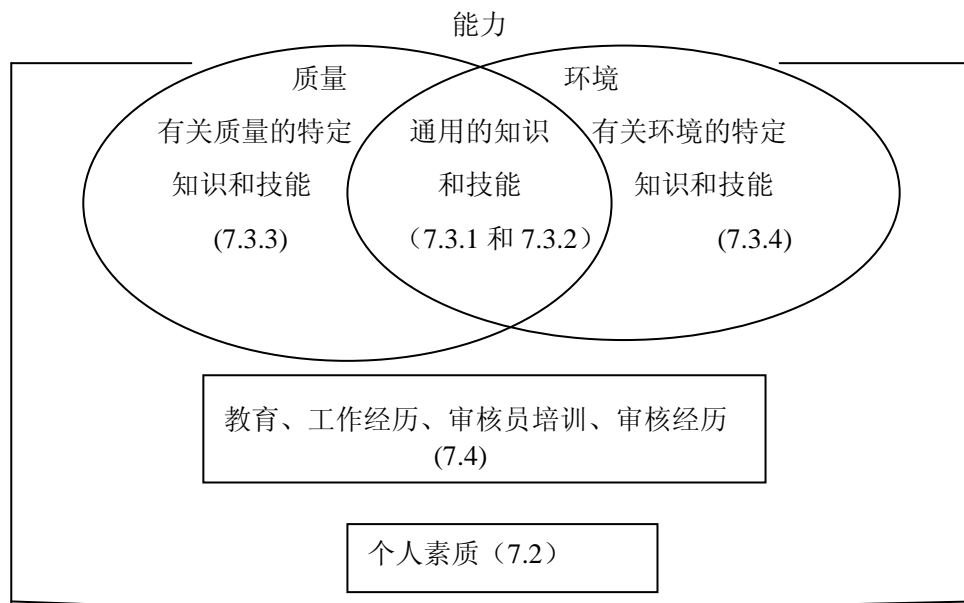 能力
质量 环境
有关质量的特定 通用的知识 有关环境的特定
知识和技能 和技能 知识和技能
(7.3.3) （7.3.1 和 7.3.2） (7.3.4)
教育、工作经历、审核员培训、审核经历
(7.4)
个人素质（7.2）